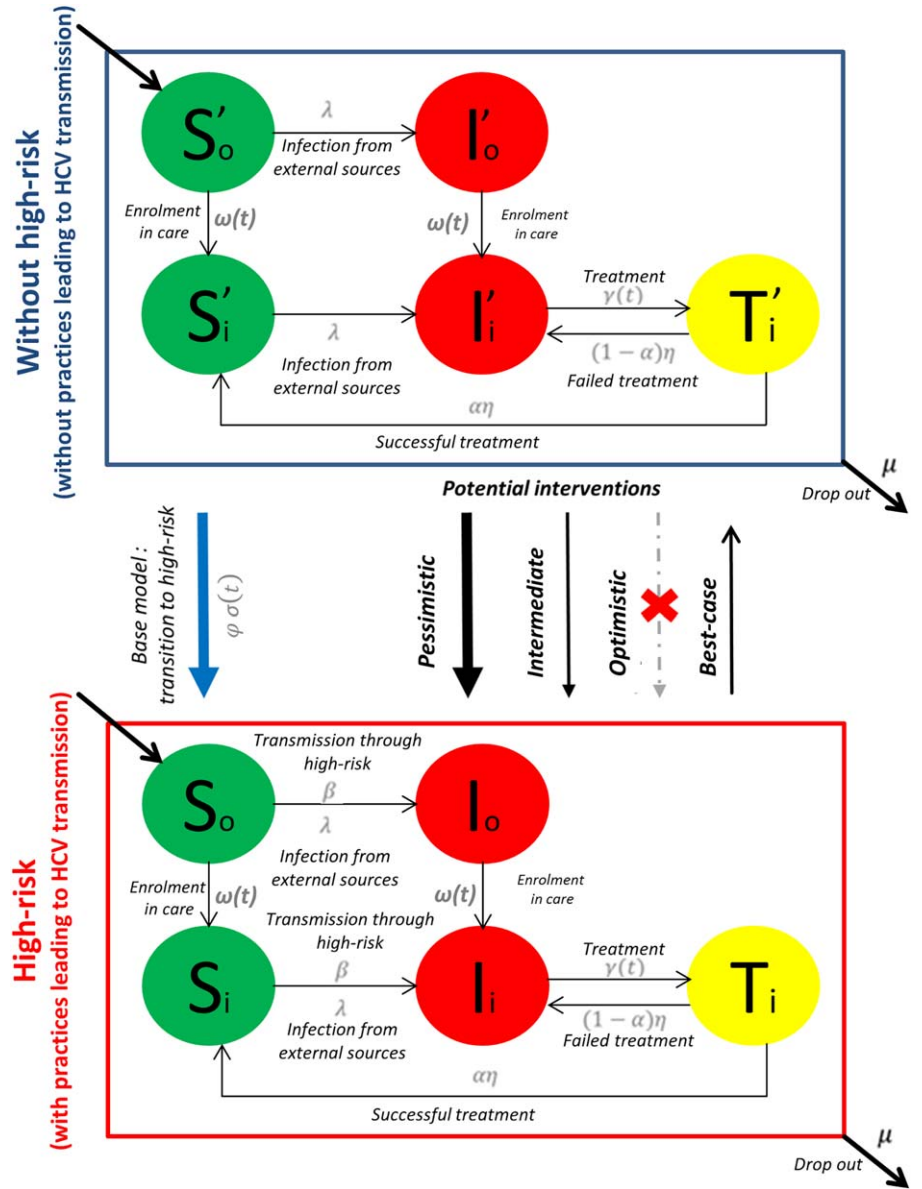 Without high-risk
(without practices leading to HCV transmission)
S'o
λ
Infection from
external sources
I'o
Enrolment
in care
ω(t)
ω(t)
Enrolment
in care
S'i
λ
Infection from
external sources
I'i
Treatment
γ(t)
(1 − α)η
Failed treatment
T'i
αη
Successful treatment
μ
Drop out
Potential interventions
Base model :
transition to high-risk
φ σ(t)
Pessimistic
Intermediate
Optimistic
Best-case
High-risk
(with practices leading to HCV transmission)
So
Transmission through
high-risk
β
λ
Infection from
external sources
Io
Enrolment
in care
ω(t)
ω(t)
Enrolment
in care
Si
Transmission through
high-risk
β
λ
Infection from
external sources
Ii
Treatment
γ(t)
(1 − α)η
Failed treatment
Ti
αη
Successful treatment
μ
Drop out